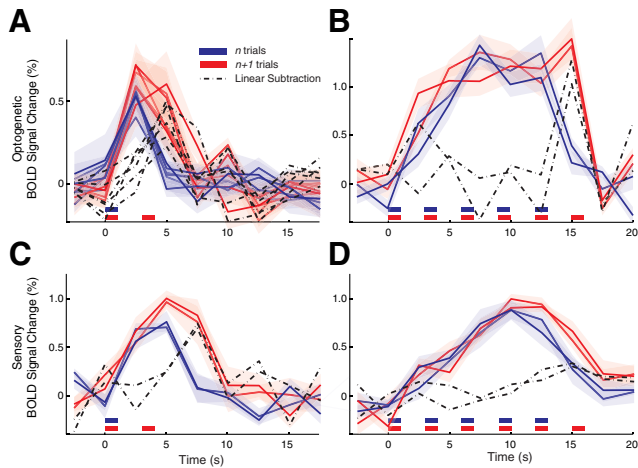 A
B
n trials
n+1 trials
Linear Subtraction
Optogenetic
BOLD Signal Change (%)
0.5
0
0 5 10 15
1.5
1.0
0.5
0
0 5 10 15 20
C
D
Sensory
BOLD Signal Change (%)
1.0
0.5
0
0 5 10 15
Time (s)
1.0
0.5
0
0 5 10 15 20
Time (s)